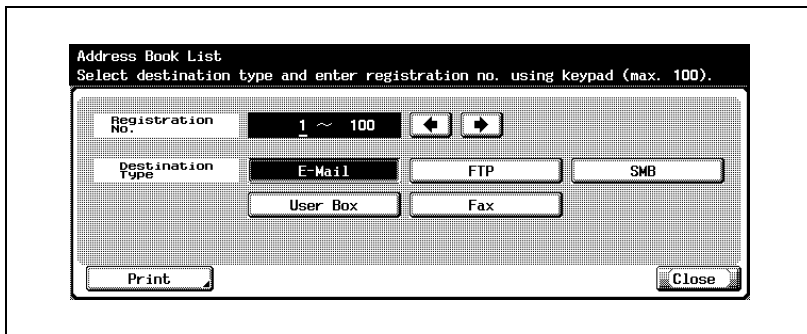 Address Book List
Select destination type and enter registration no. using keypad (max. 100).
Registration No.
1 ~ 100
Destination Type
E-Mail
FTP
SMB
User Box
Fax
Print
Close